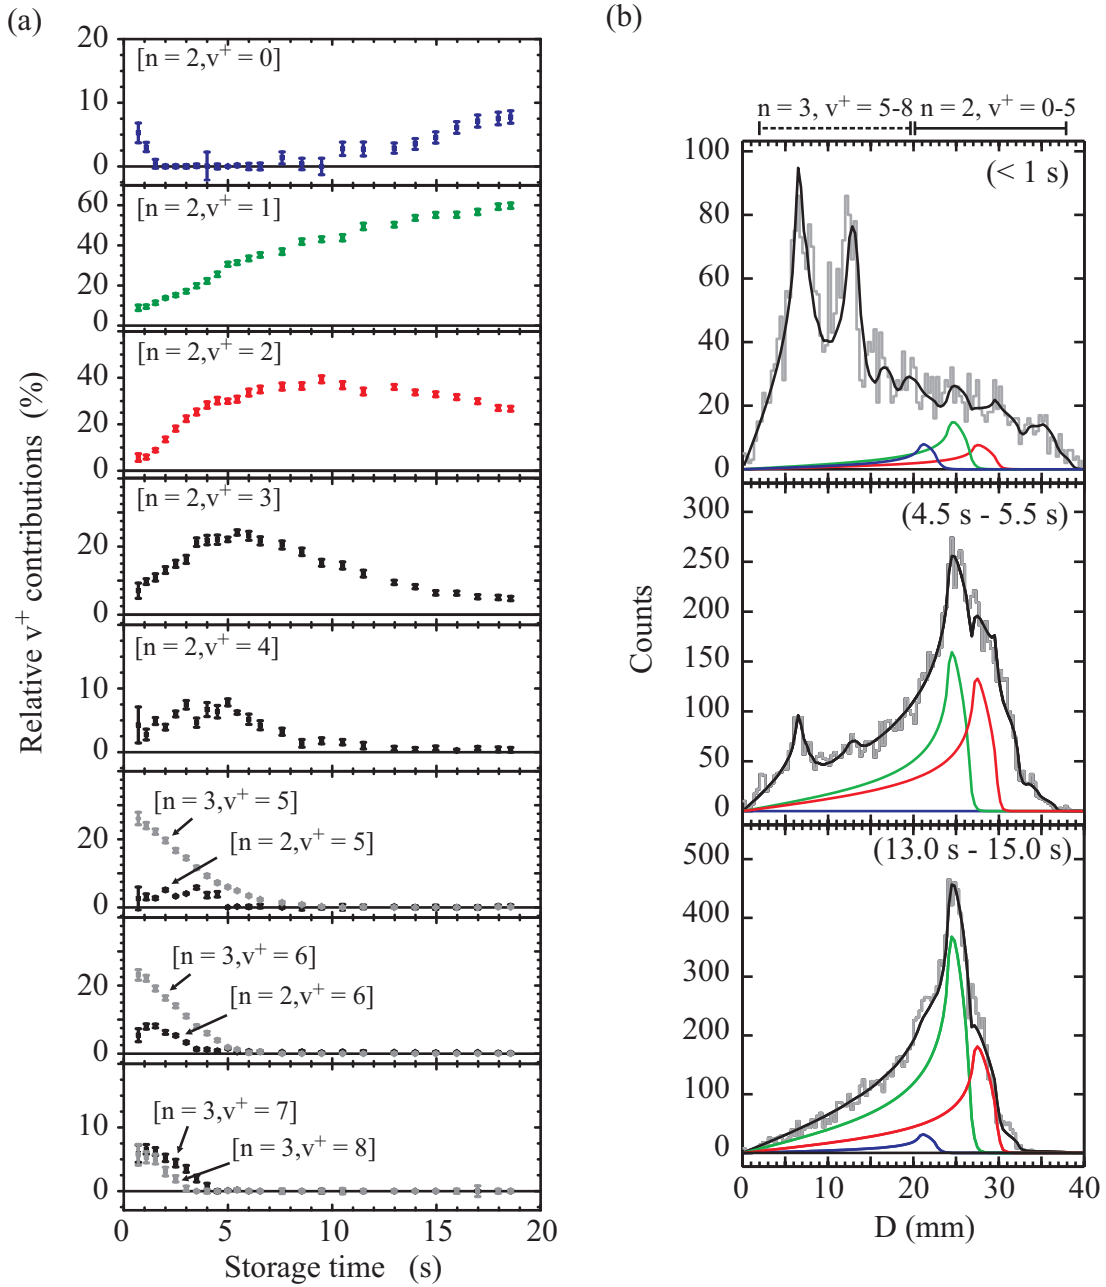 (a)
Relative v⁺ contributions (%)
20
10
0
[n = 2,v⁺ = 0]
60
40
20
0
[n = 2,v⁺ = 1]
40
20
0
[n = 2,v⁺ = 2]
20
0
[n = 2,v⁺ = 3]
10
0
[n = 2,v⁺ = 4]
20
0
[n = 3,v⁺ = 5]
[n = 2,v⁺ = 5]
20
0
[n = 3,v⁺ = 6]
[n = 2,v⁺ = 6]
10
0
[n = 3,v⁺ = 7]
[n = 3,v⁺ = 8]
0 5 10 15 20
Storage time (s)
(b)
n = 3, v⁺ = 5-8 n = 2, v⁺ = 0-5
Counts
100
80
60
40
20
0
(< 1 s)
300
250
200
150
100
50
0
(4.5 s - 5.5 s)
500
400
300
200
100
0
(13.0 s - 15.0 s)
0 10 20 30 40
D (mm)